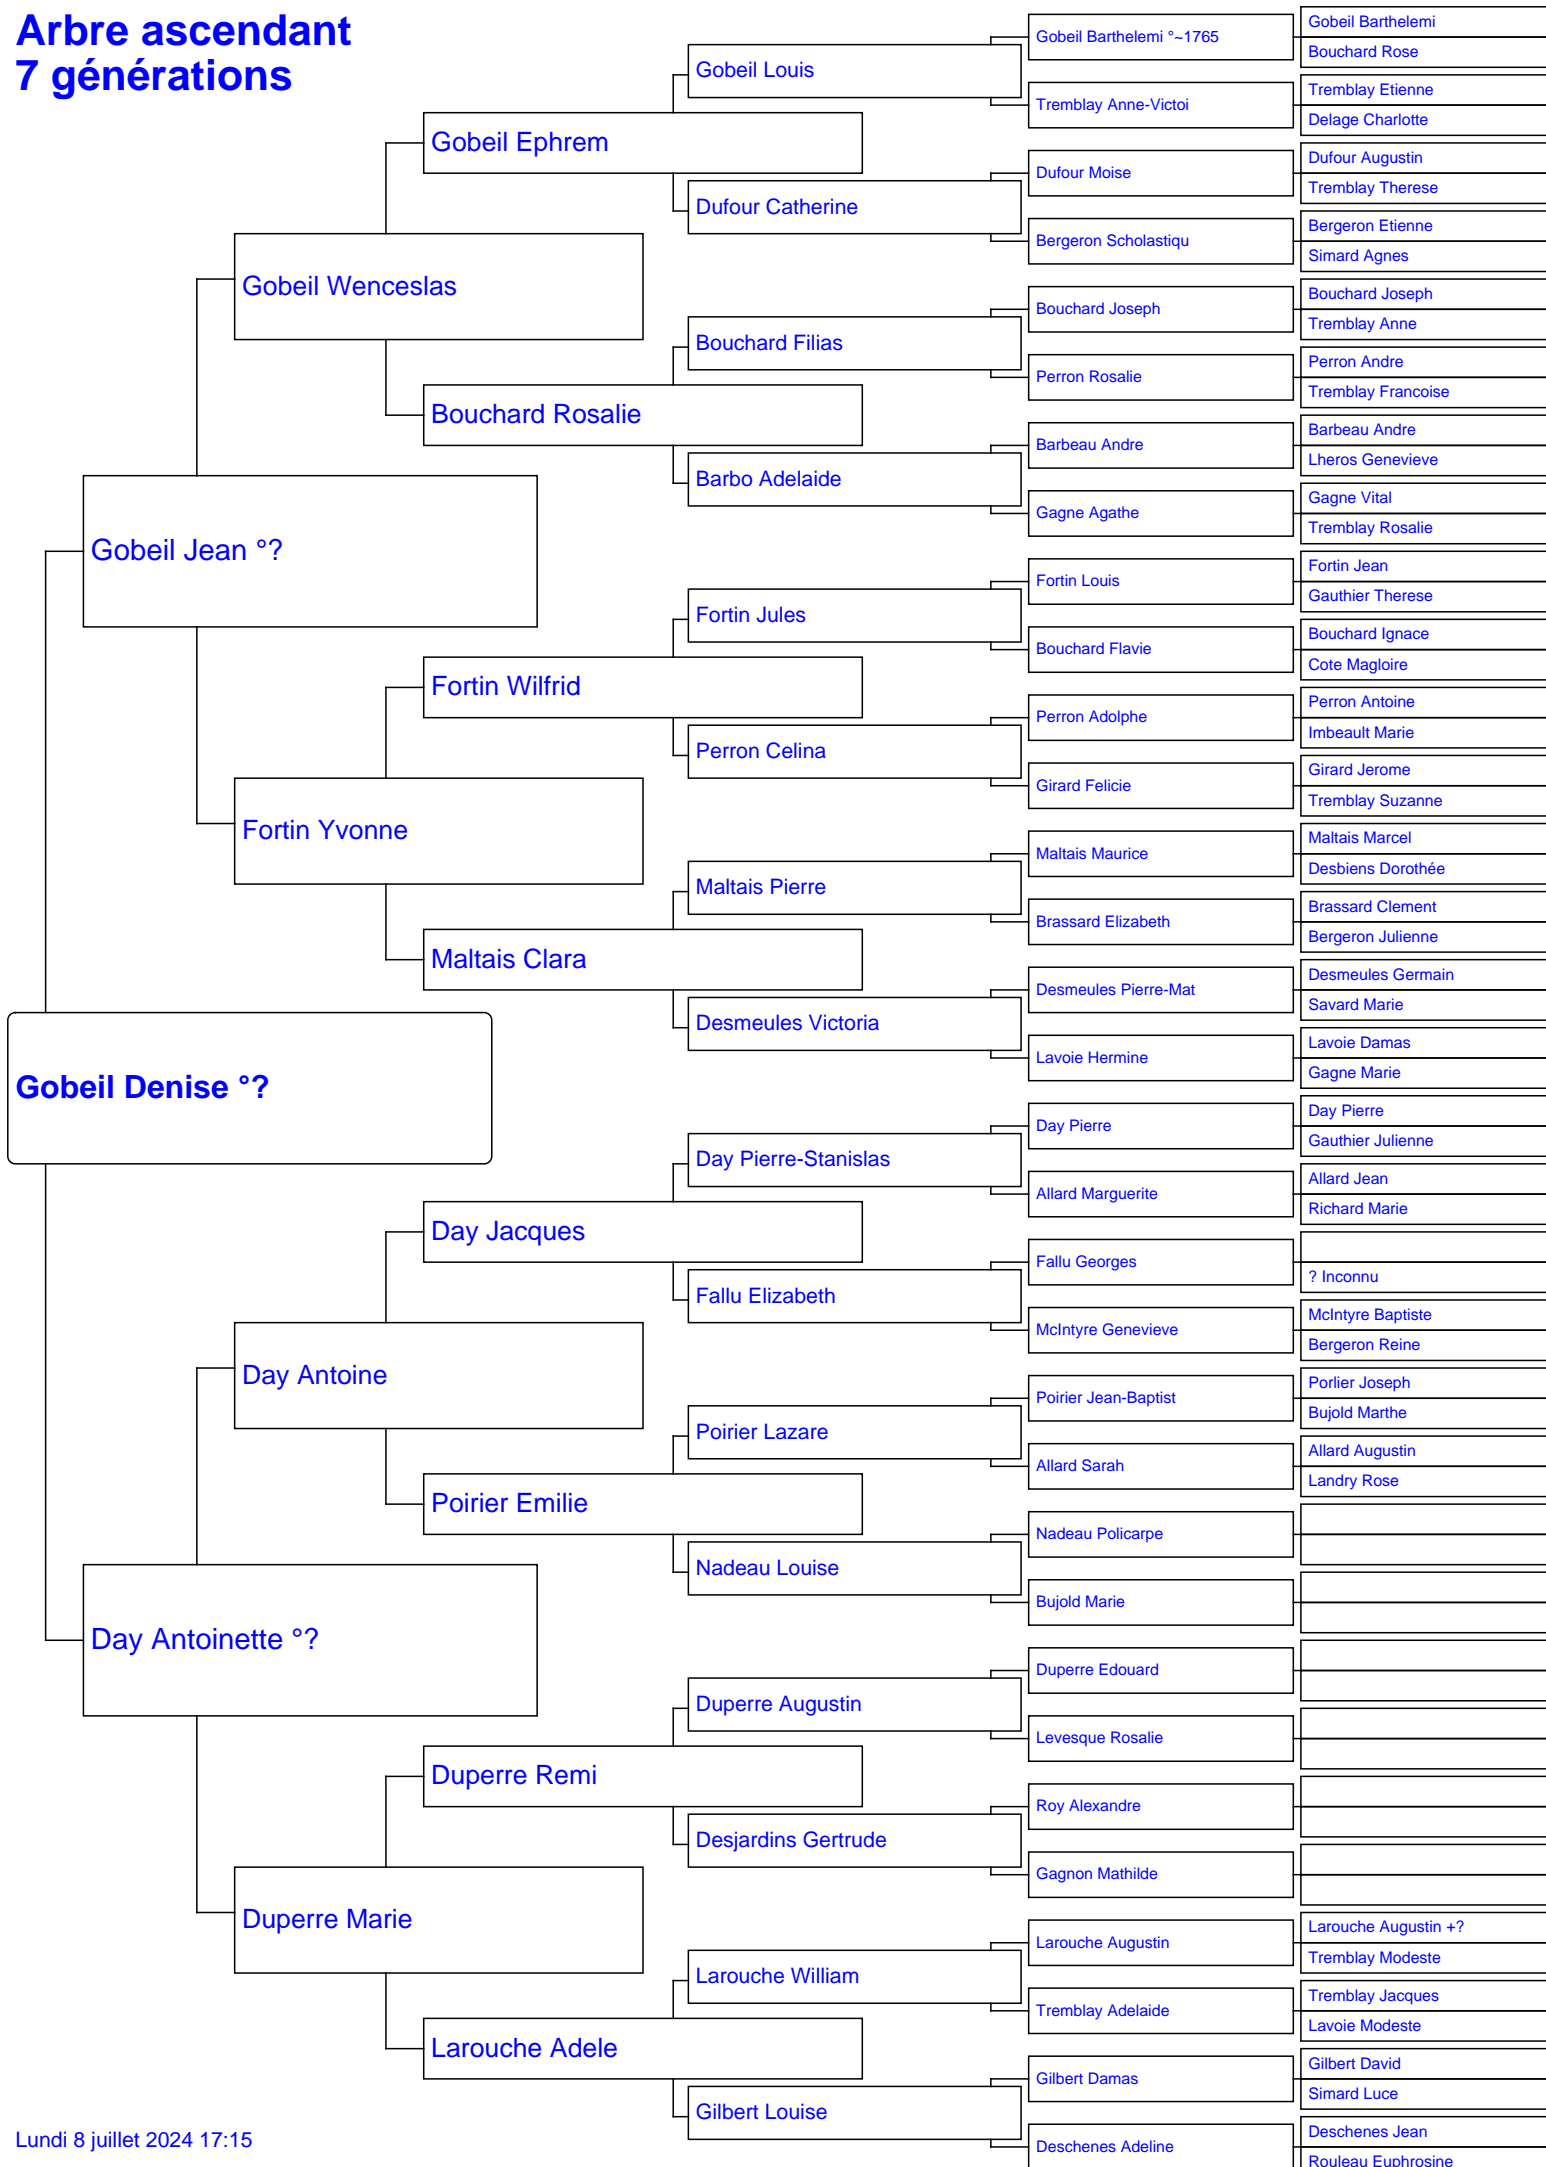 Arbre ascendant
7 générations
Gobeil Denise °?
Gobeil Jean °?
Day Antoinette °?
Gobeil Wenceslas
Fortin Yvonne
Day Antoine
Duperre Marie
Gobeil Ephrem
Bouchard Rosalie
Fortin Wilfrid
Maltais Clara
Day Jacques
Poirier Emilie
Duperre Remi
Larouche Adele
Gobeil Louis
Dufour Catherine
Bouchard Filias
Barbo Adelaide
Fortin Jules
Perron Celina
Maltais Pierre
Desmeules Victoria
Day Pierre-Stanislas
Fallu Elizabeth
Poirier Lazare
Nadeau Louise
Duperre Augustin
Desjardins Gertrude
Larouche William
Gilbert Louise
Gobeil Barthelemi °~1765
Tremblay Anne-Victoi
Dufour Moise
Bergeron Scholastiqu
Bouchard Joseph
Perron Rosalie
Barbeau Andre
Gagne Agathe
Fortin Louis
Bouchard Flavie
Perron Adolphe
Girard Felicie
Maltais Maurice
Brassard Elizabeth
Desmeules Pierre-Mat
Lavoie Hermine
Day Pierre
Allard Marguerite
Fallu Georges
McIntyre Genevieve
Poirier Jean-Baptist
Allard Sarah
Nadeau Policarpe
Bujold Marie
Duperre Edouard
Levesque Rosalie
Roy Alexandre
Gagnon Mathilde
Larouche Augustin
Tremblay Adelaide
Gilbert Damas
Deschenes Adeline
Gobeil Barthelemi
Bouchard Rose
Tremblay Etienne
Delage Charlotte
Dufour Augustin
Tremblay Therese
Bergeron Etienne
Simard Agnes
Bouchard Joseph
Tremblay Anne
Perron Andre
Tremblay Francoise
Barbeau Andre
Lheros Genevieve
Gagne Vital
Tremblay Rosalie
Fortin Jean
Gauthier Therese
Bouchard Ignace
Cote Magloire
Perron Antoine
Imbeault Marie
Girard Jerome
Tremblay Suzanne
Maltais Marcel
Desbiens Dorothée
Brassard Clement
Bergeron Julienne
Desmeules Germain
Savard Marie
Lavoie Damas
Gagne Marie
Day Pierre
Gauthier Julienne
Allard Jean
Richard Marie
? Inconnu
McIntyre Baptiste
Bergeron Reine
Porlier Joseph
Bujold Marthe
Allard Augustin
Landry Rose
Larouche Augustin +?
Tremblay Modeste
Tremblay Jacques
Lavoie Modeste
Gilbert David
Simard Luce
Deschenes Jean
Rouleau Euphrosine
Lundi 8 juillet 2024 17:15